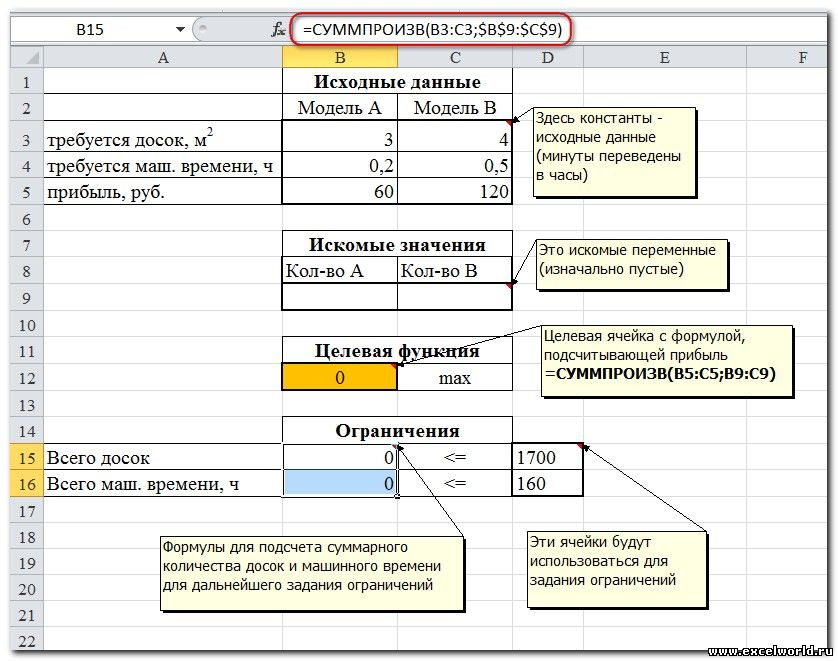 B15 fx =СУММПРОИЗВ(B3:C3;$B$9:$C$9)
A B C D E F
1 Исходные данные
2 Модель A Модель B
3 требуется досок, м2 3 4
4 требуется маш. времени, ч 0,2 0,5
5 прибыль, руб. 60 120
Здесь константы -
исходные данные
(минуты переведены
в часы)
6
7 Искомые значения
8 Кол-во A Кол-во B
9
Это искомые переменные
(изначально пустые)
10
11 Целевая функция
12 0 max
Целевая ячейка с формулой,
подсчитывающей прибыль
=СУММПРОИЗВ(B5:C5;B9:C9)
13
14 Ограничения
15 Всего досок 0 <= 1700
16 Всего маш. времени, ч 0 <= 160
17
18
19
20
21
22
Формулы для подсчета суммарного
количества досок и машинного времени
для дальнейшего задания ограничений
Эти ячейки будут
использоваться для
задания ограничений
www.excelworld.ru